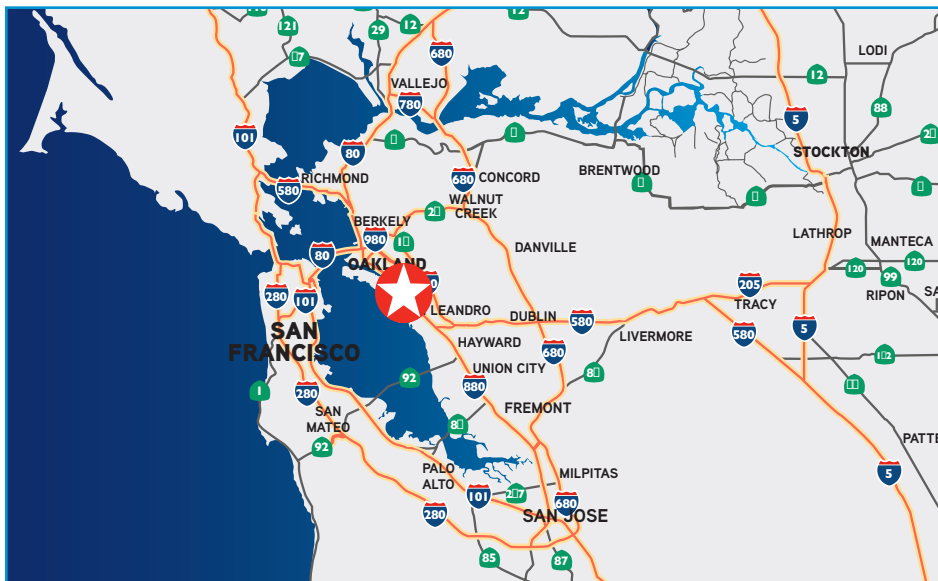 121
29
12
12
680
LODI
VALLEJO
12
780
88
5
101
80
STOCKTON
RICHMOND
580
680
CONCORD
BRENTWOOD
WALNUT
CREEK
BERKELY
980
80
DANVILLE
LATHROP
MANTECA
OAKLAND
120
120
99
280
101
205
RIPON
LEANDRO
TRACY
DUBLIN
580
SAN
FRANCISCO
5
580
HAYWARD
LIVERMORE
680
UNION CITY
92
880
1
280
SAN
MATEO
FREMONT
92
PATTE
PALO
ALTO
MILPITAS
5
101
680
280
SAN JOSE
85
87